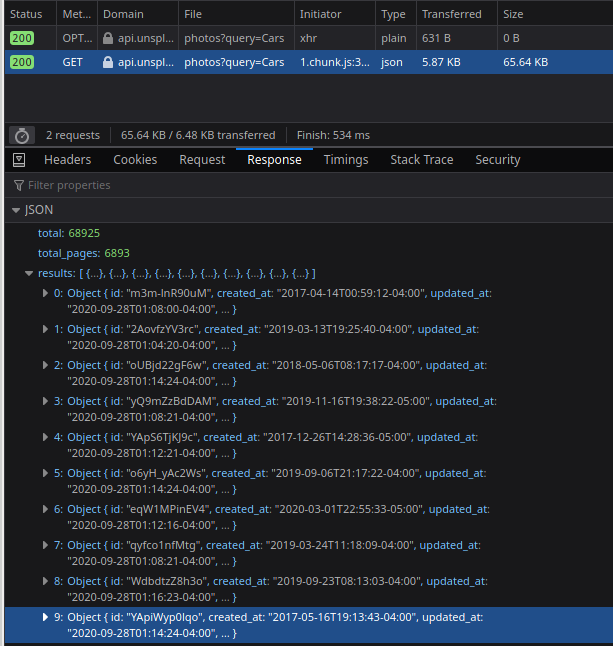 Status Met... Domain File Initiator Type Transferred Size
200 OPT... api.unspl... photos?query=Cars xhr plain 631 B 0 B
200 GET api.unspl... photos?query=Cars 1.chunk.js:3... json 5.87 KB 65.64 KB
2 requests 65.64 KB / 6.48 KB transferred Finish: 534 ms
Headers Cookies Request Response Timings Stack Trace Security
Filter properties
JSON
total: 68925
total_pages: 6893
results: [ {…}, {…}, {…}, {…}, {…}, {…}, {…}, {…}, {…}, {…} ]
0: Object { id: "m3m-lnR90uM", created_at: "2017-04-14T00:59:12-04:00", updated_at:
"2020-09-28T01:08:00-04:00", … }
1: Object { id: "2AovfzYV3rc", created_at: "2019-03-13T19:25:40-04:00", updated_at:
"2020-09-28T01:04:20-04:00", … }
2: Object { id: "oUBjd22gF6w", created_at: "2018-05-06T08:17:17-04:00", updated_at:
"2020-09-28T01:14:24-04:00", … }
3: Object { id: "yQ9mZzBdDAM", created_at: "2019-11-16T19:38:22-05:00", updated_at:
"2020-09-28T01:08:21-04:00", … }
4: Object { id: "YApS6TjKJ9c", created_at: "2017-12-26T14:28:36-05:00", updated_at:
"2020-09-28T01:12:21-04:00", … }
5: Object { id: "o6yH_yAc2Ws", created_at: "2019-09-06T21:17:22-04:00", updated_at:
"2020-09-28T01:14:24-04:00", … }
6: Object { id: "eqW1MPinEV4", created_at: "2020-03-01T22:55:33-05:00", updated_at:
"2020-09-28T01:12:16-04:00", … }
7: Object { id: "qyfco1nfMtg", created_at: "2019-03-24T11:18:09-04:00", updated_at:
"2020-09-28T01:08:21-04:00", … }
8: Object { id: "WdbdtzZ8h3o", created_at: "2019-09-23T08:13:03-04:00", updated_at:
"2020-09-28T01:16:23-04:00", … }
9: Object { id: "YApiWyp0lqo", created_at: "2017-05-16T19:13:43-04:00", updated_at:
"2020-09-28T01:14:24-04:00", … }